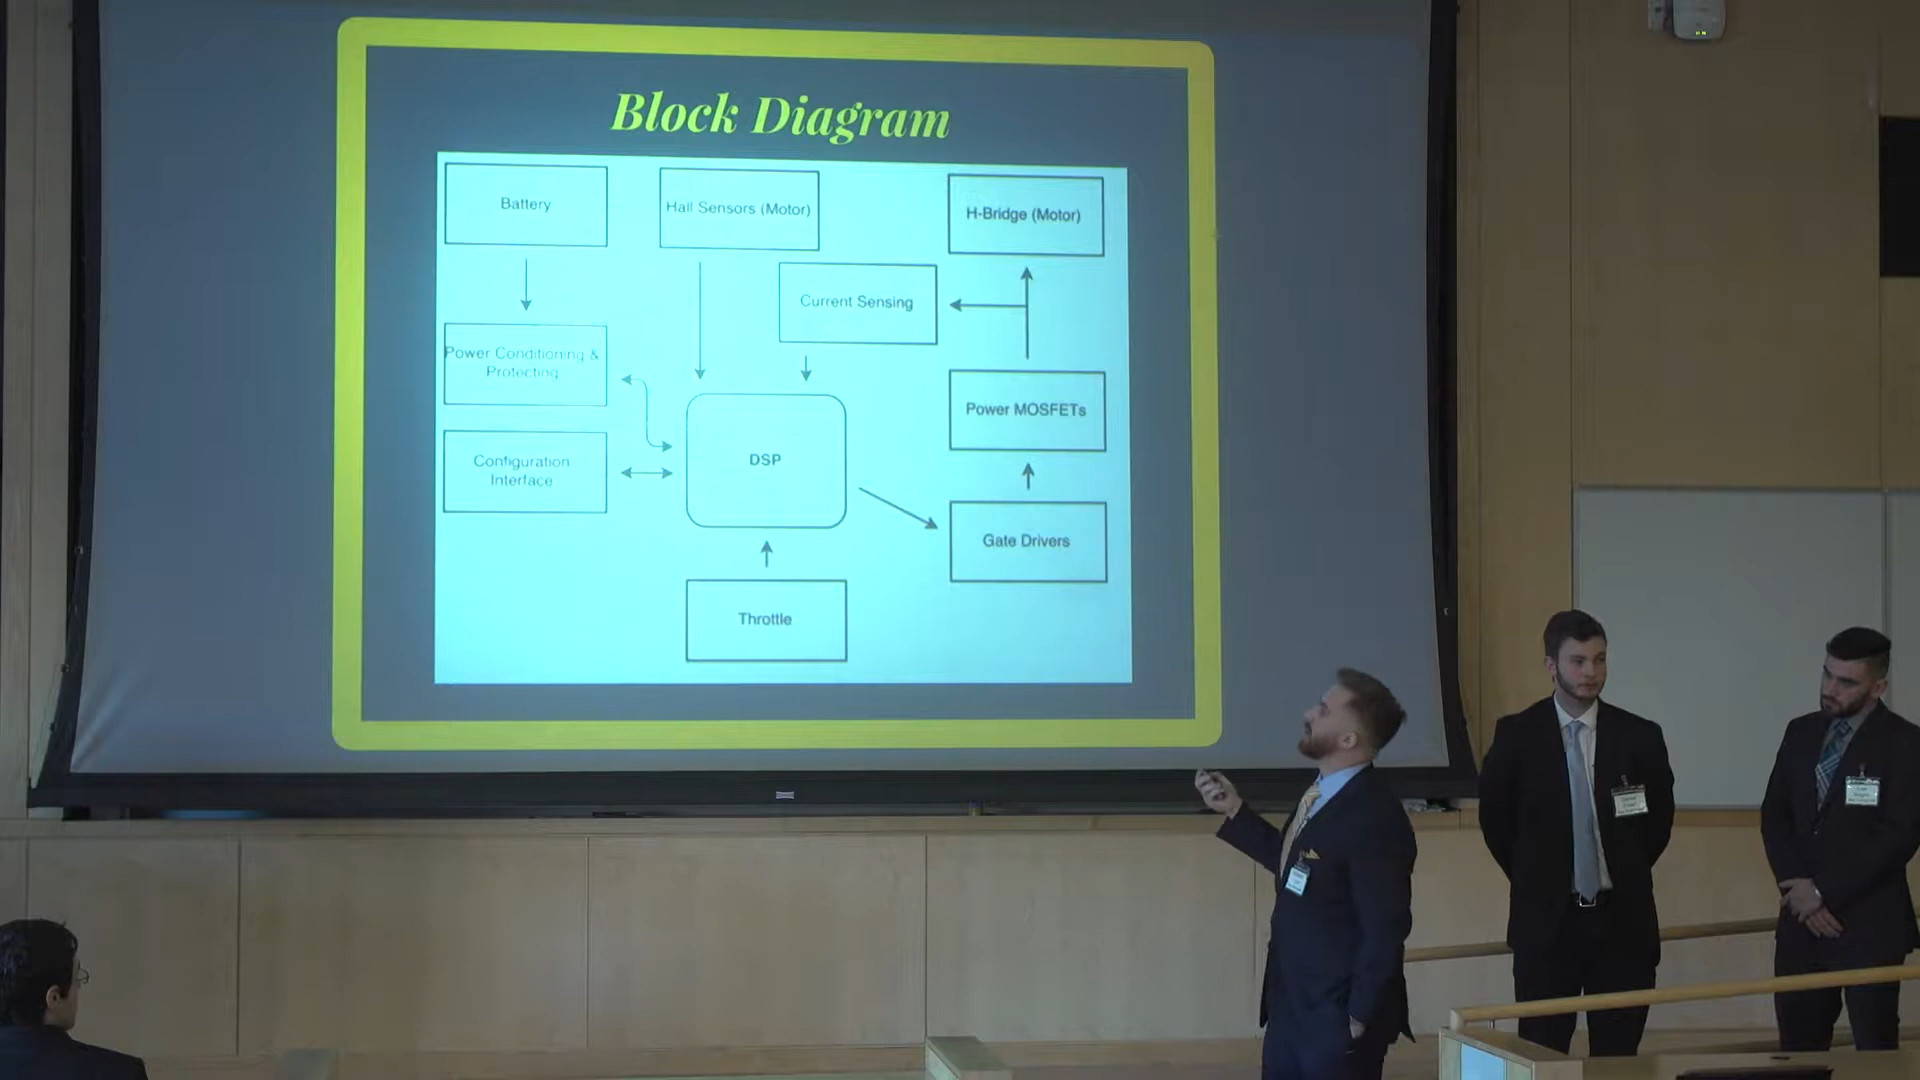 Block Diagram
Battery
Hall Sensors (Motor)
H-Bridge (Motor)
Current Sensing
Power Conditioning &
Protecting
Power MOSFETs
Configuration
Interface
DSP
Gate Drivers
Throttle